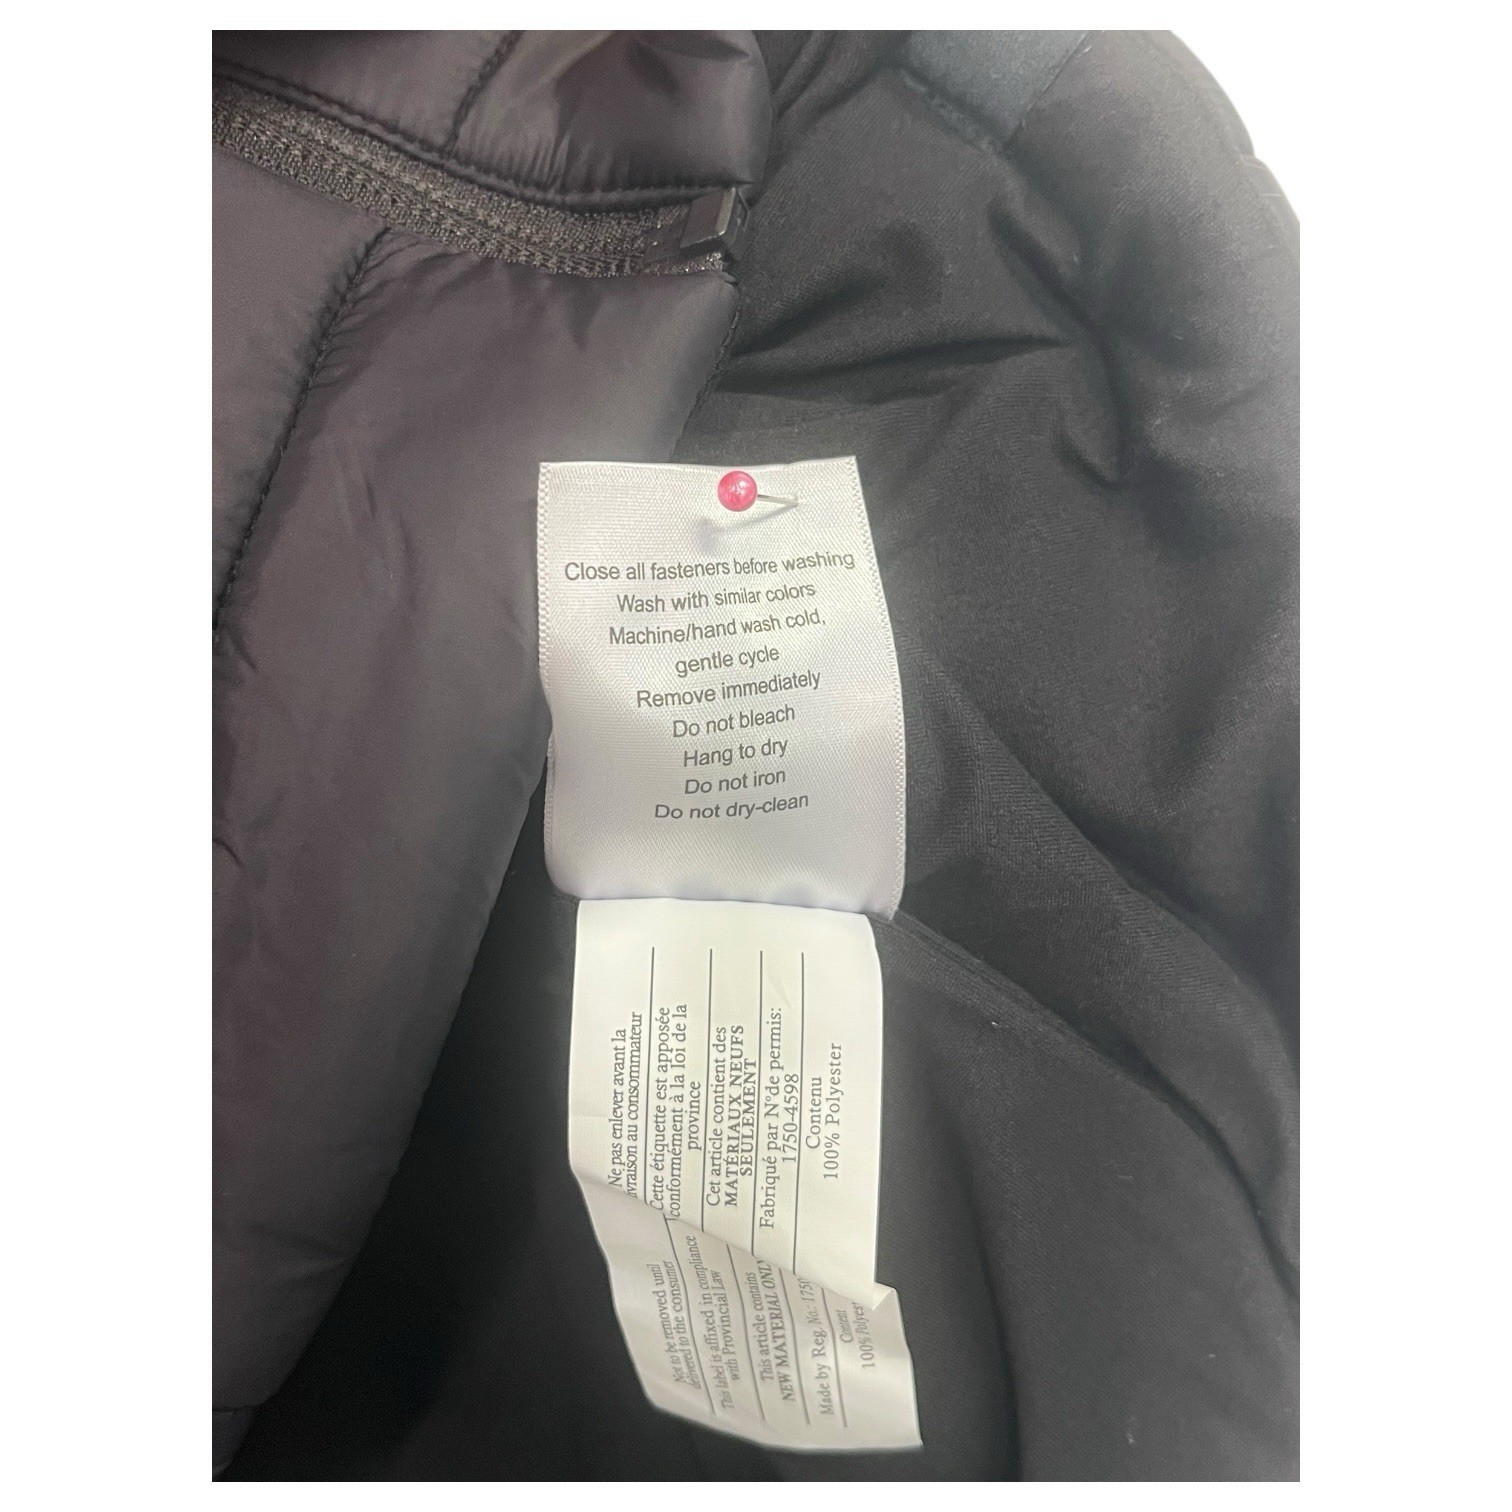 Close all fasteners before washing
Wash with similar colors
Machine/hand wash cold,
gentle cycle
Remove immediately
Do not bleach
Hang to dry
Do not iron
Do not dry-clean
Ne pas enlever avant la
ivraison au consommateur
Cette étiquette est apposée
conformément à la loi de la
province
Cet article contient des
MATÉRIAUX NEUFS
SEULEMENT
Fabriqué par N°de permis:
1750-4598
Contenu
100% Polyester
Not to be removed until
delivered to the consumer
This label is affixed in compliance
with Provincial Law
This article contains
NEW MATERIAL ONLY
Made by Reg. No.: 1750
Content
100% Polyes